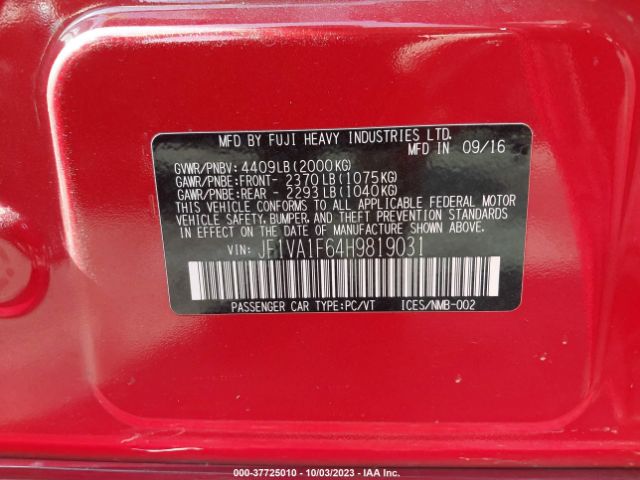 MFD BY FUJI HEAVY INDUSTRIES LTD.
MFD IN 09/16
GVWR/PNBV: 4409LB(2000KG)
GAWR/PNBE:FRONT- 2370LB(1075KG)
GAWR/PNBE:REAR - 2293LB(1040KG)
THIS VEHICLE CONFORMS TO ALL APPLICABLE FEDERAL MOTOR
VEHICLE SAFETY, BUMPER, AND THEFT PREVENTION STANDARDS
IN EFFECT ON THE DATE OF MANUFACTURE SHOWN ABOVE.
VIN: JF1VA1F64H9819031
PASSENGER CAR TYPE:PC/VT ICES/NMB-002
000-37725010 - 10/03/2023 - IAA Inc.